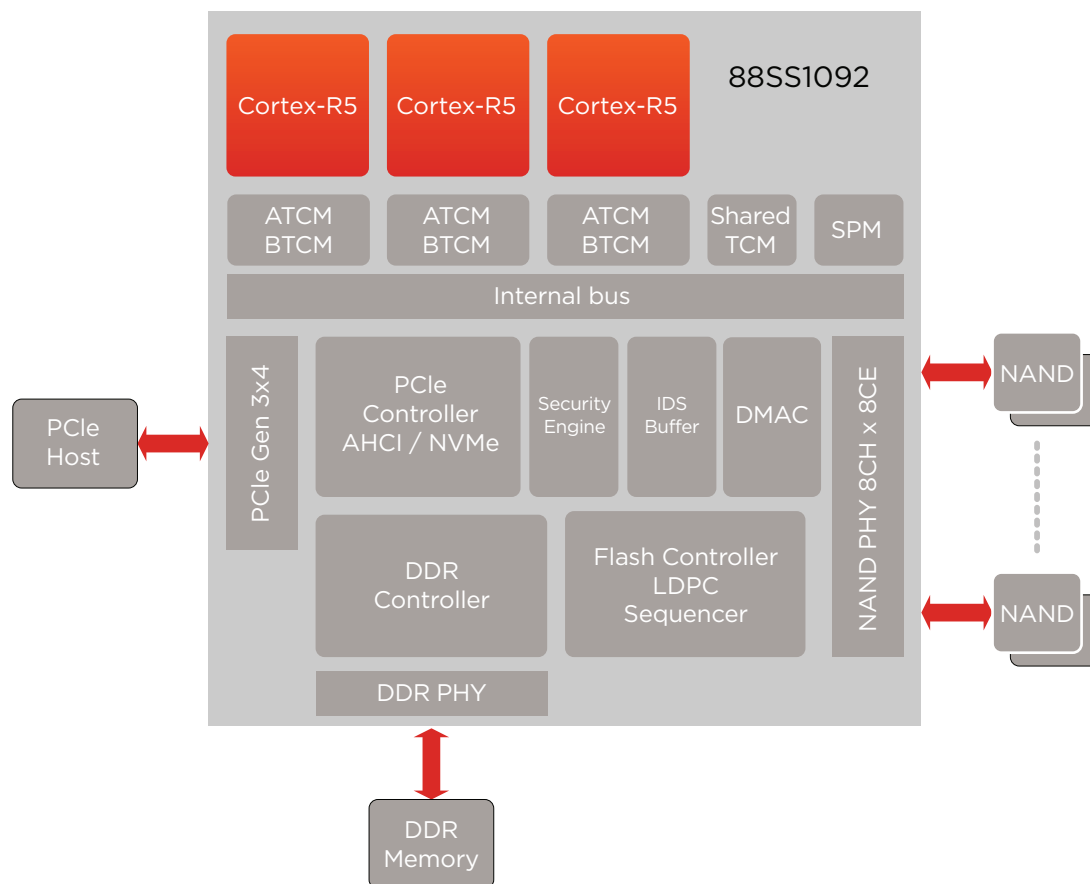 88SS1092
Cortex-R5
Cortex-R5
Cortex-R5
ATCM
BTCM
ATCM
BTCM
ATCM
BTCM
Shared
TCM
SPM
Internal bus
PCIe
Host
PCIe Gen 3x4
PCIe
Controller
AHCI / NVMe
Security
Engine
IDS
Buffer
DMAC
NAND PHY 8CH x 8CE
NAND
DDR
Controller
Flash Controller
LDPC
Sequencer
NAND
DDR PHY
DDR
Memory